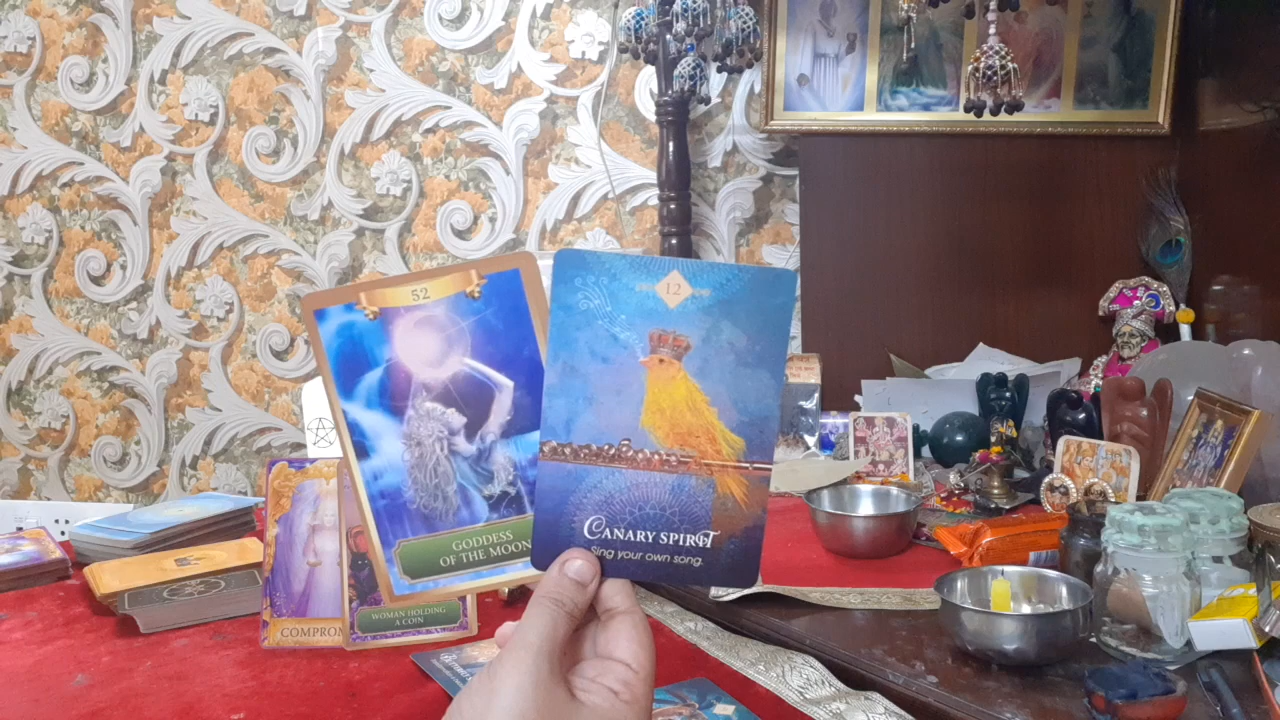 52
GODDESS
OF THE MOON
12
CANARY SPIRIT
Sing your own song.
COMPROM
WOMAN HOLDING
A COIN